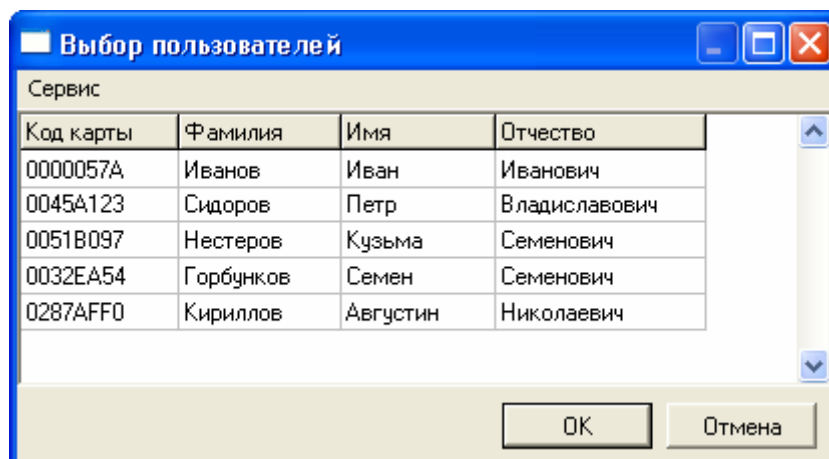 Выбор пользователей
Сервис
Код карты Фамилия Имя Отчество
0000057A Иванов Иван Иванович
0045A123 Сидоров Петр Владиславович
0051B097 Нестеров Кузьма Семенович
0032EA54 Горбунков Семен Семенович
0287AFF0 Кириллов Августин Николаевич
OK Отмена